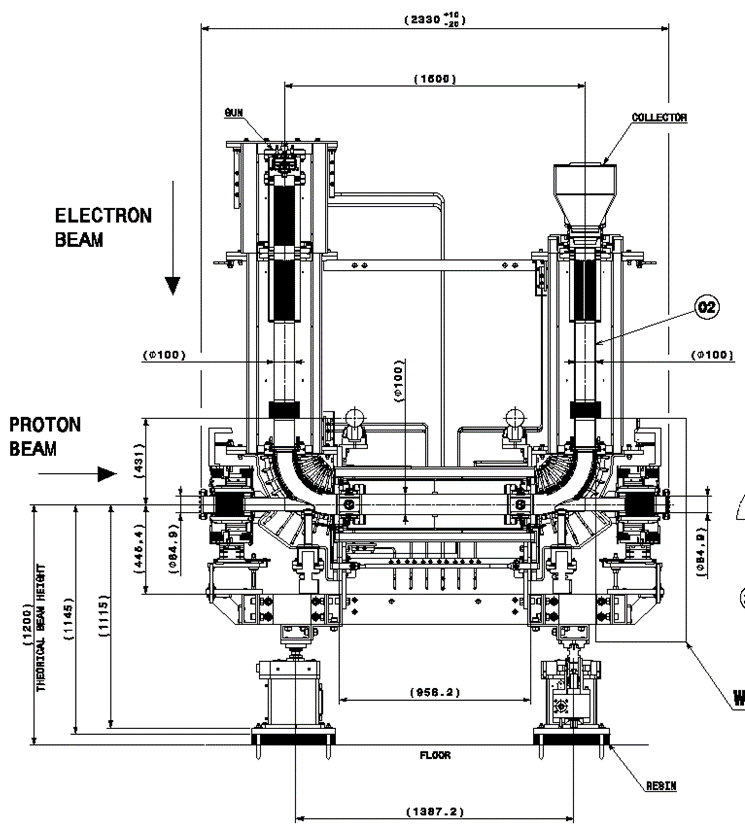 (2330 +10 -20)
(1500)
GUN
COLLECTOR
ELECTRON
BEAM
02
(Φ100)
(Φ100)
(Φ100)
PROTON
BEAM
(431)
(445,4)
(Φ84,9)
(Φ84,9)
(1200)
THEORICAL BEAM HEIGHT
(1145)
(1115)
(956.2)
W
FLOOR
RESIN
(1387.2)